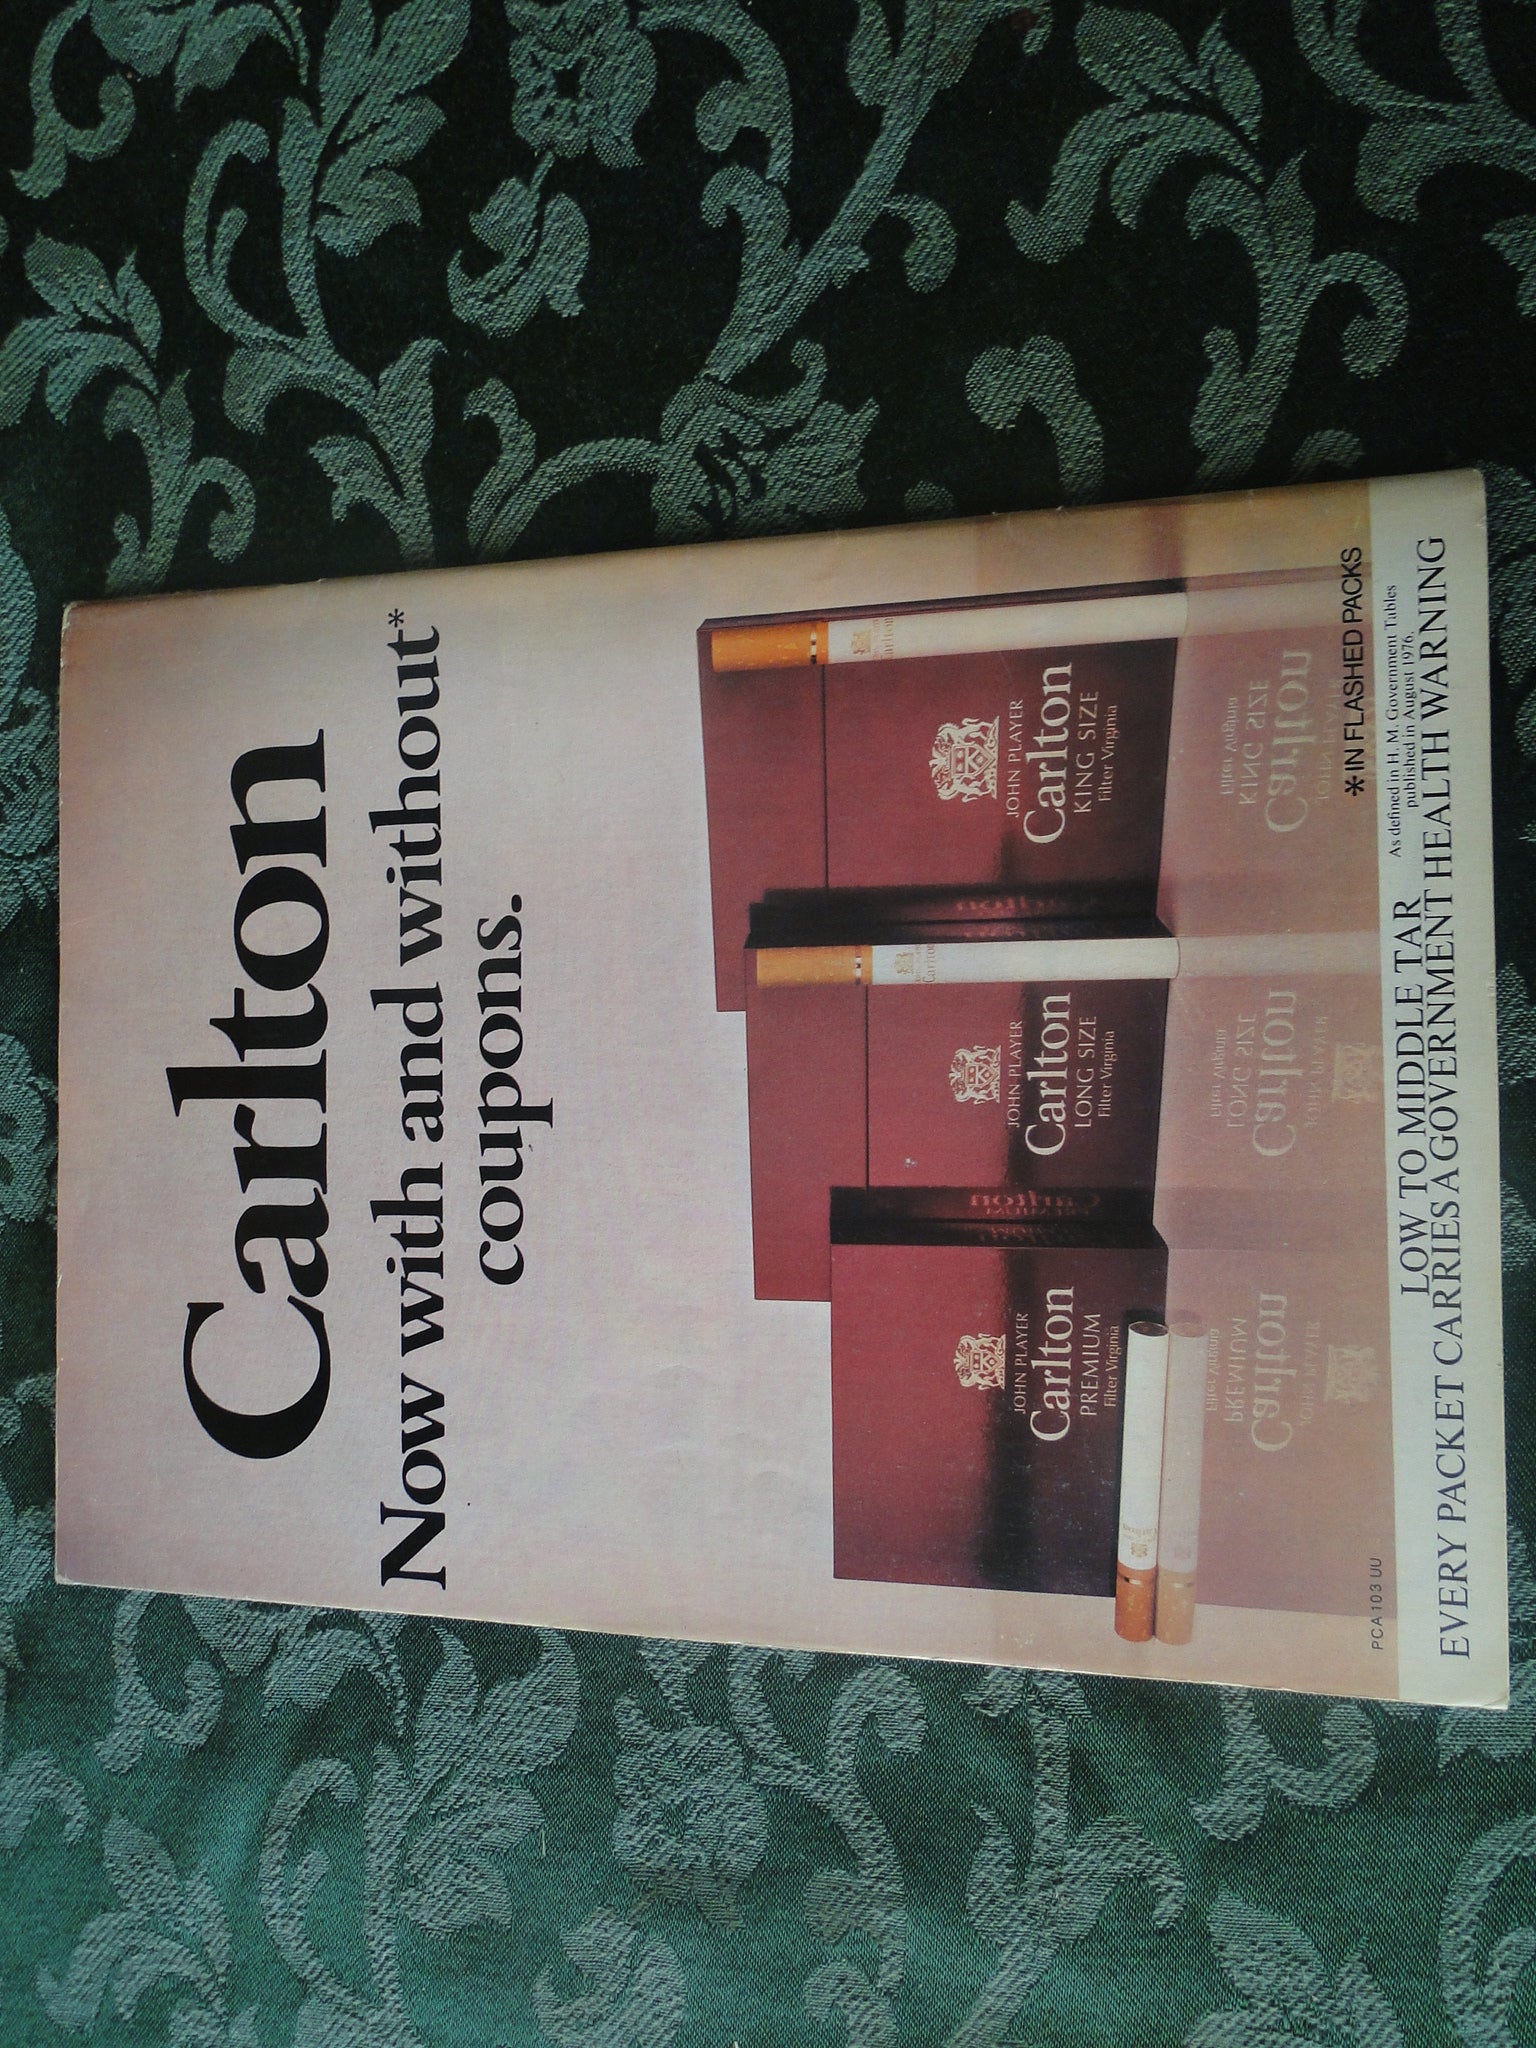 Carlton
Now with and without*
coupons.
JOHN PLAYER
Carlton
PREMIUM
Filter Virginia
JOHN PLAYER
Carlton
LONG SIZE
Filter Virginia
JOHN PLAYER
Carlton
KING SIZE
Filter Virginia
*IN FLASHED PACKS
PCA103 UU
LOW TO MIDDLE TAR As defined in H. M. Government Tables
published in August 1976.
EVERY PACKET CARRIES A GOVERNMENT HEALTH WARNING